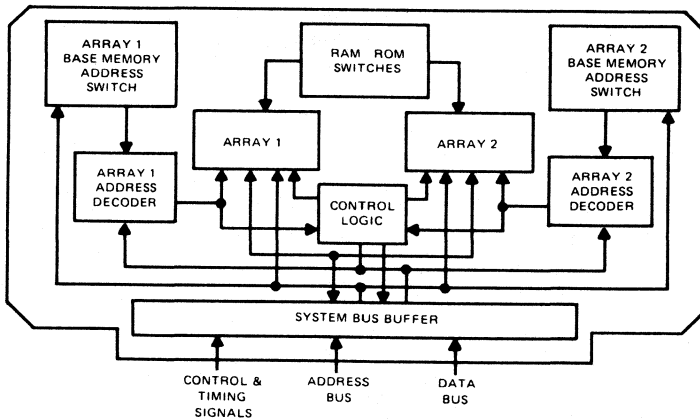 ARRAY 1
BASE MEMORY
ADDRESS
SWITCH
RAM ROM
SWITCHES
ARRAY 2
BASE MEMORY
ADDRESS
SWITCH
ARRAY 1
ARRAY 2
ARRAY 1
ADDRESS
DECODER
CONTROL
LOGIC
ARRAY 2
ADDRESS
DECODER
SYSTEM BUS BUFFER
CONTROL &
TIMING
SIGNALS
ADDRESS
BUS
DATA
BUS